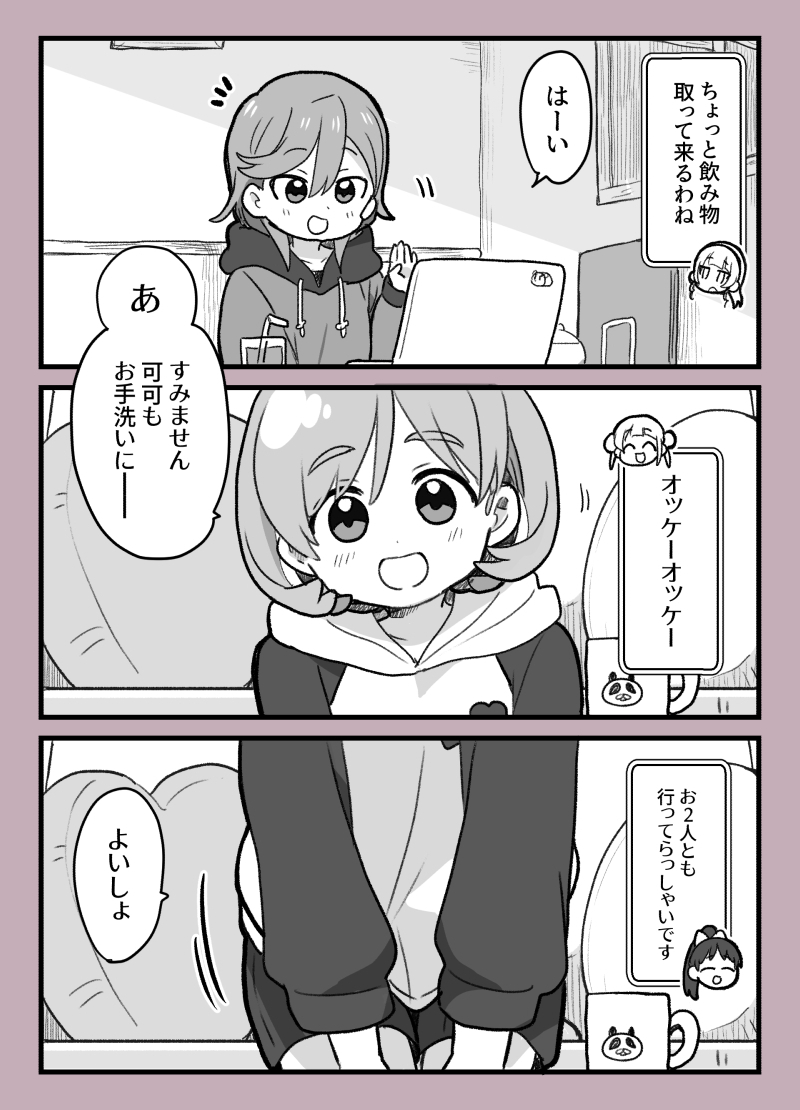 ちょっと飲み物
取って来るわね
はーい
あ
すみません
可可も
お手洗いに──
オッケーオッケー
お2人とも
行ってらっしゃいです
よいしょ